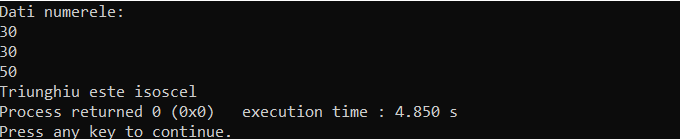 Dati numerele:
30
30
50
Triunghiu este isoscel
Process returned 0 (0x0)   execution time : 4.850 s
Press any key to continue.